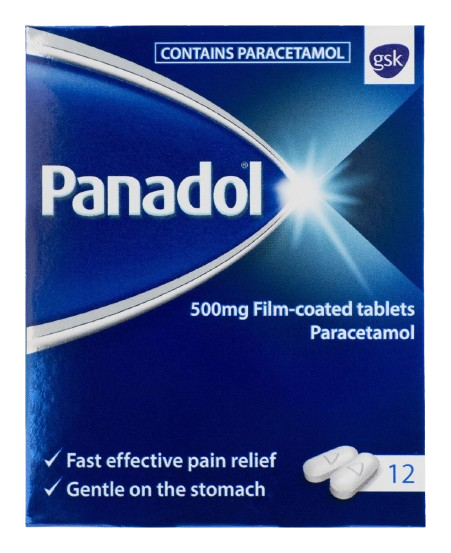 CONTAINS PARACETAMOL
gsk
Panadol®
500mg Film-coated tablets
Paracetamol
✓ Fast effective pain relief
✓ Gentle on the stomach
12